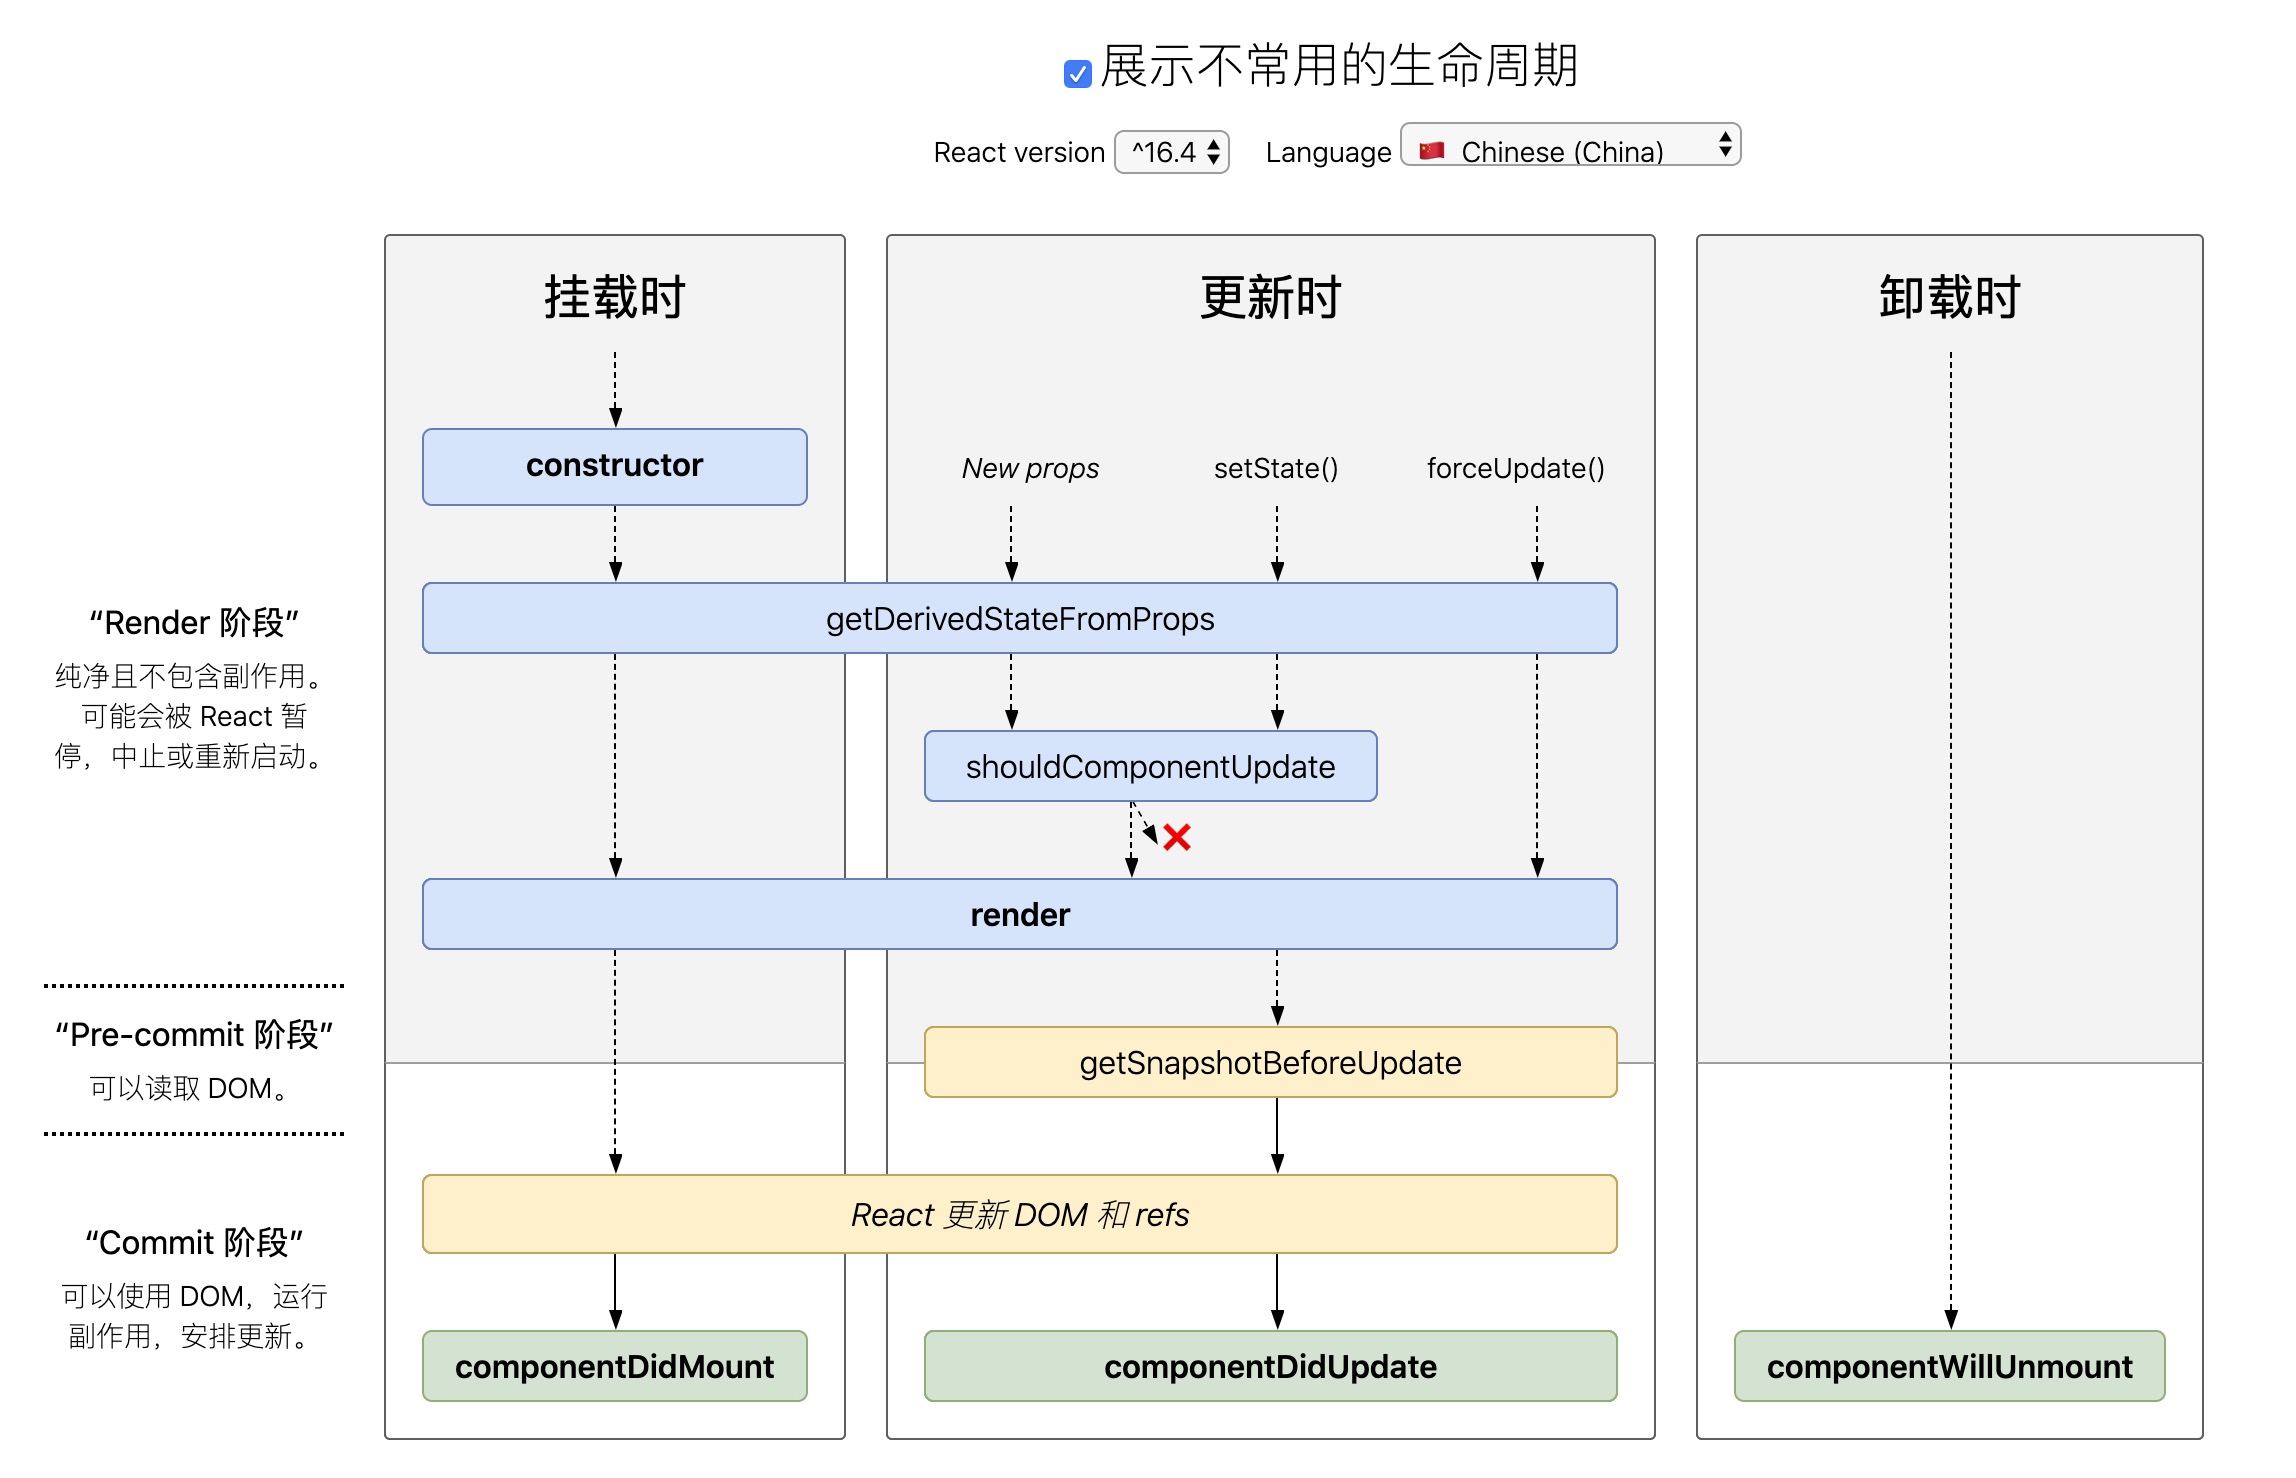 展示不常用的生命周期
React version ^16.4 Language Chinese (China)
挂载时
更新时
卸载时
constructor
New props
setState()
forceUpdate()
getDerivedStateFromProps
“Render 阶段”
纯净且不包含副作用。
可能会被 React 暂
停，中止或重新启动。
shouldComponentUpdate
render
“Pre-commit 阶段”
可以读取 DOM。
getSnapshotBeforeUpdate
React 更新 DOM 和 refs
“Commit 阶段”
可以使用 DOM，运行
副作用，安排更新。
componentDidMount
componentDidUpdate
componentWillUnmount